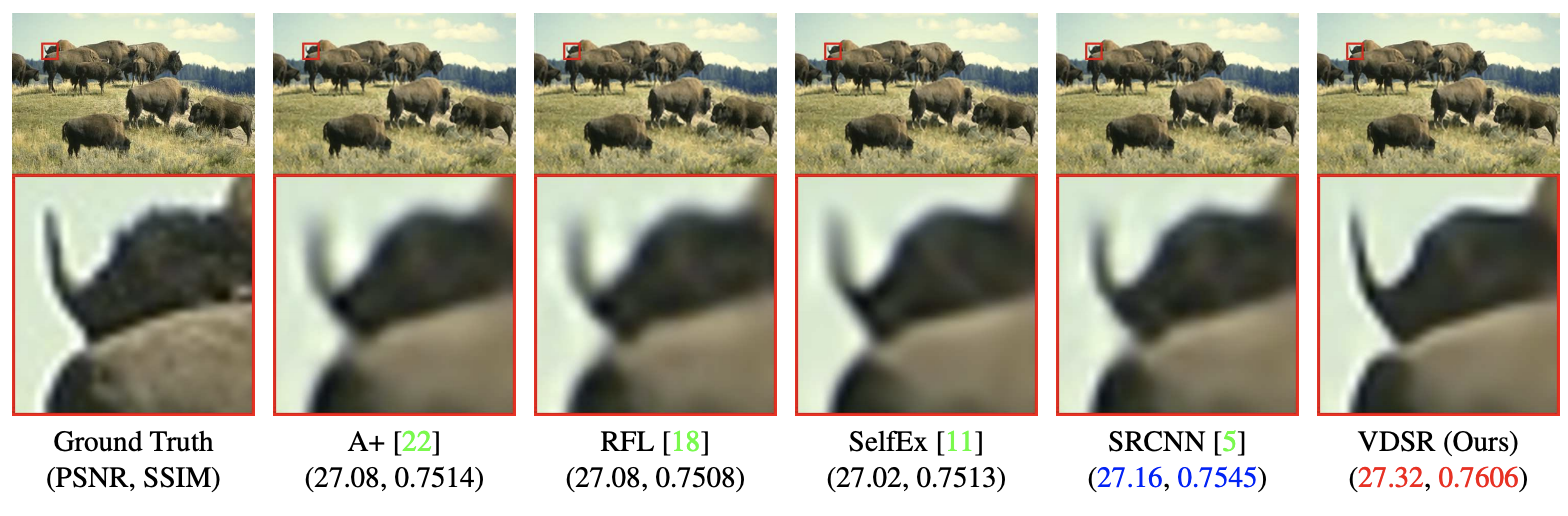 Ground Truth
(PSNR, SSIM)
A+ [22]
(27.08, 0.7514)
RFL [18]
(27.08, 0.7508)
SelfEx [11]
(27.02, 0.7513)
SRCNN [5]
(27.16, 0.7545)
VDSR (Ours)
(27.32, 0.7606)